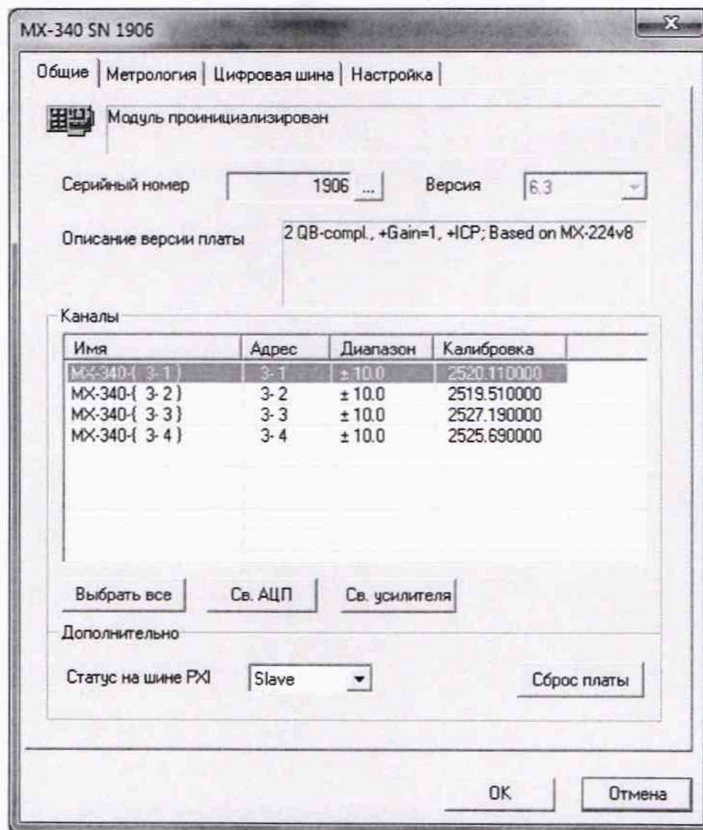 MX-340 SN 1906
Общие Метрология Цифровая шина Настройка
Модуль проинициализирован
Серийный номер 1906 ... Версия 6.3
Описание версии платы 2 QB-compl., +Gain=1, +ICP; Based on MX-224v8
Каналы
Имя Адрес Диапазон Калибровка
MX-340-{ 3- 1 } 3- 1 ± 10.0 2520.110000
MX-340-{ 3- 2 } 3- 2 ± 10.0 2519.510000
MX-340-{ 3- 3 } 3- 3 ± 10.0 2527.190000
MX-340-{ 3- 4 } 3- 4 ± 10.0 2525.690000
Выбрать все Св. АЦП Св. усилителя
Дополнительно
Статус на шине PXI Slave Сброс платы
OK Отмена